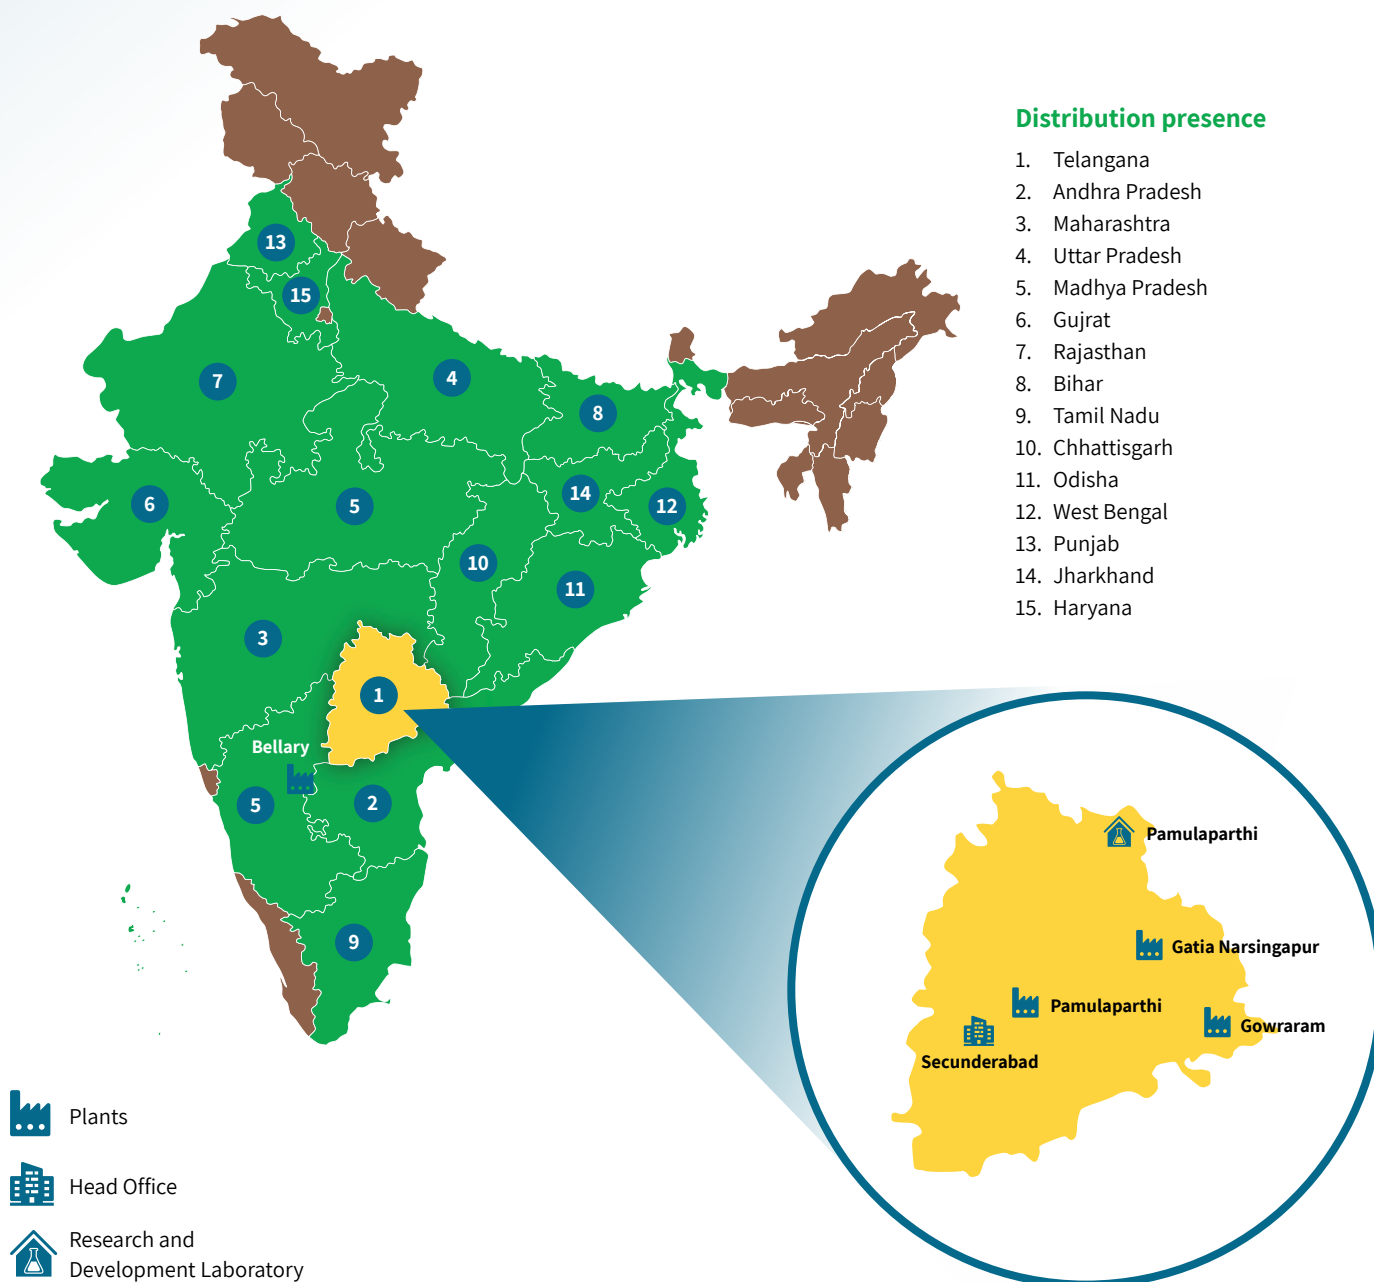 Distribution presence
1. Telangana
2. Andhra Pradesh
3. Maharashtra
4. Uttar Pradesh
5. Madhya Pradesh
6. Gujrat
7. Rajasthan
8. Bihar
9. Tamil Nadu
10. Chhattisgarh
11. Odisha
12. West Bengal
13. Punjab
14. Jharkhand
15. Haryana
13
15
7
4
8
6
5
14
12
10
11
3
1
Bellary
5
2
9
Pamulaparthi
Gatia Narsingapur
Pamulaparthi
Gowraram
Secunderabad
Plants
Head Office
Research and
Development Laboratory